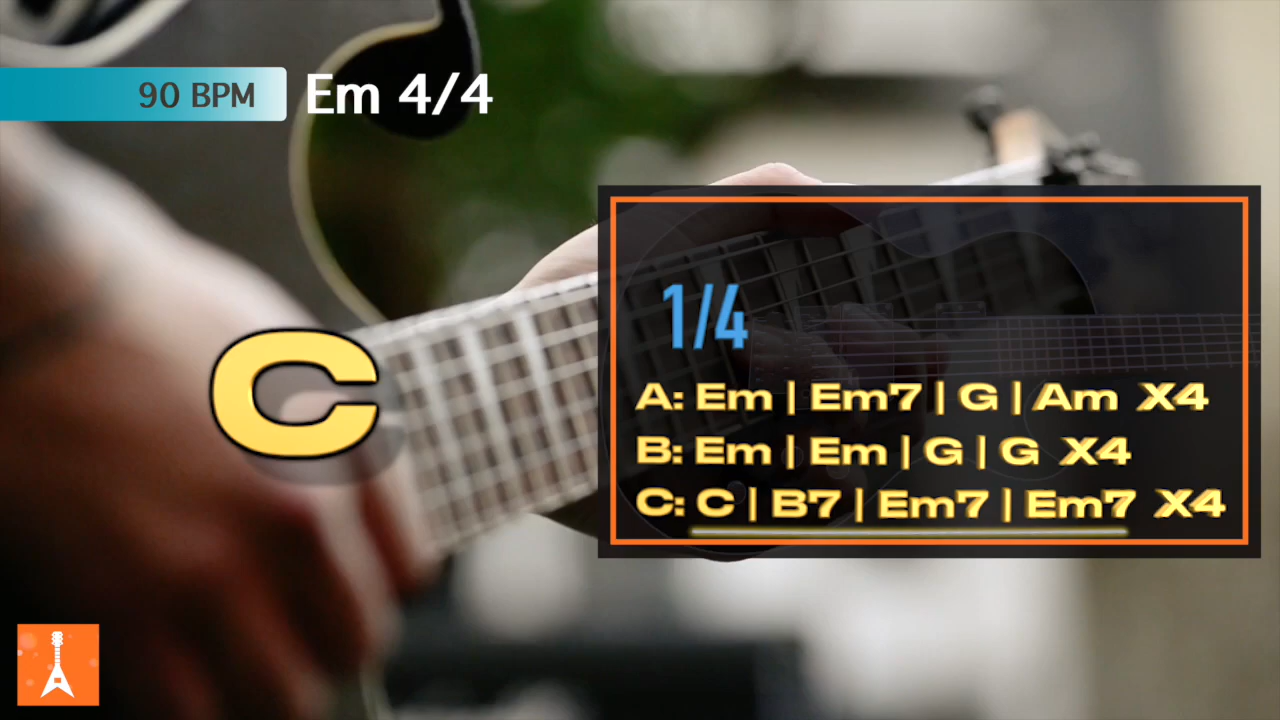 90 BPM Em 4/4
1/4
C
A: Em | Em7 | G | Am X4
B: Em | Em | G | G X4
C: C | B7 | Em7 | Em7 X4